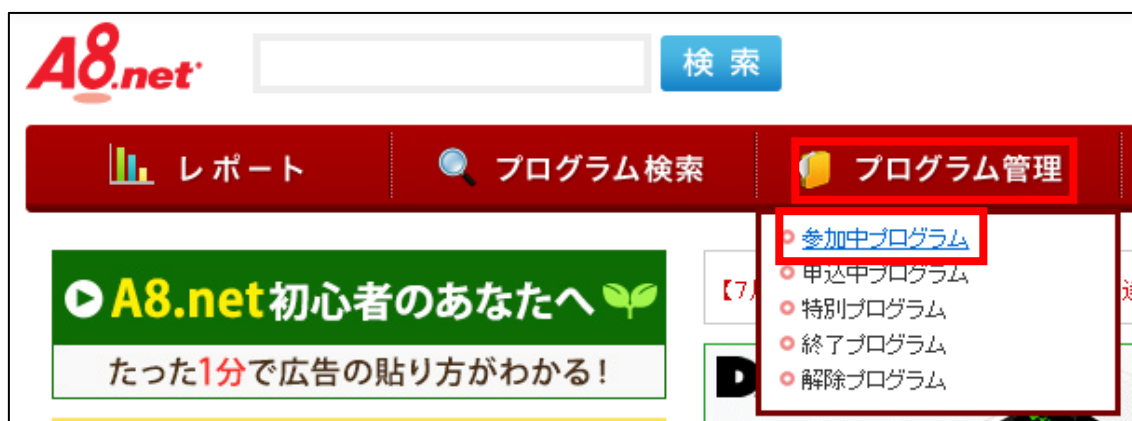 A8.net
検索
レポート
プログラム検索
プログラム管理
参加中プログラム
申込中プログラム
特別プログラム
終了プログラム
解除プログラム
A8.net初心者のあなたへ
たった1分で広告の貼り方がわかる!
【7
D